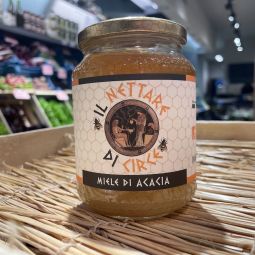 IL NETTARE
DI CIRCE
MIELE DI ACACIA